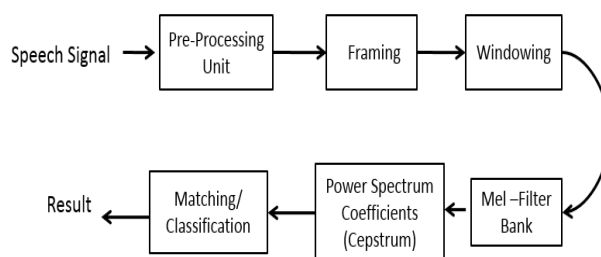 Speech Signal
Pre-Processing
Unit
Framing
Windowing
Mel –Filter
Bank
Power Spectrum
Coefficients
(Cepstrum)
Matching/
Classification
Result